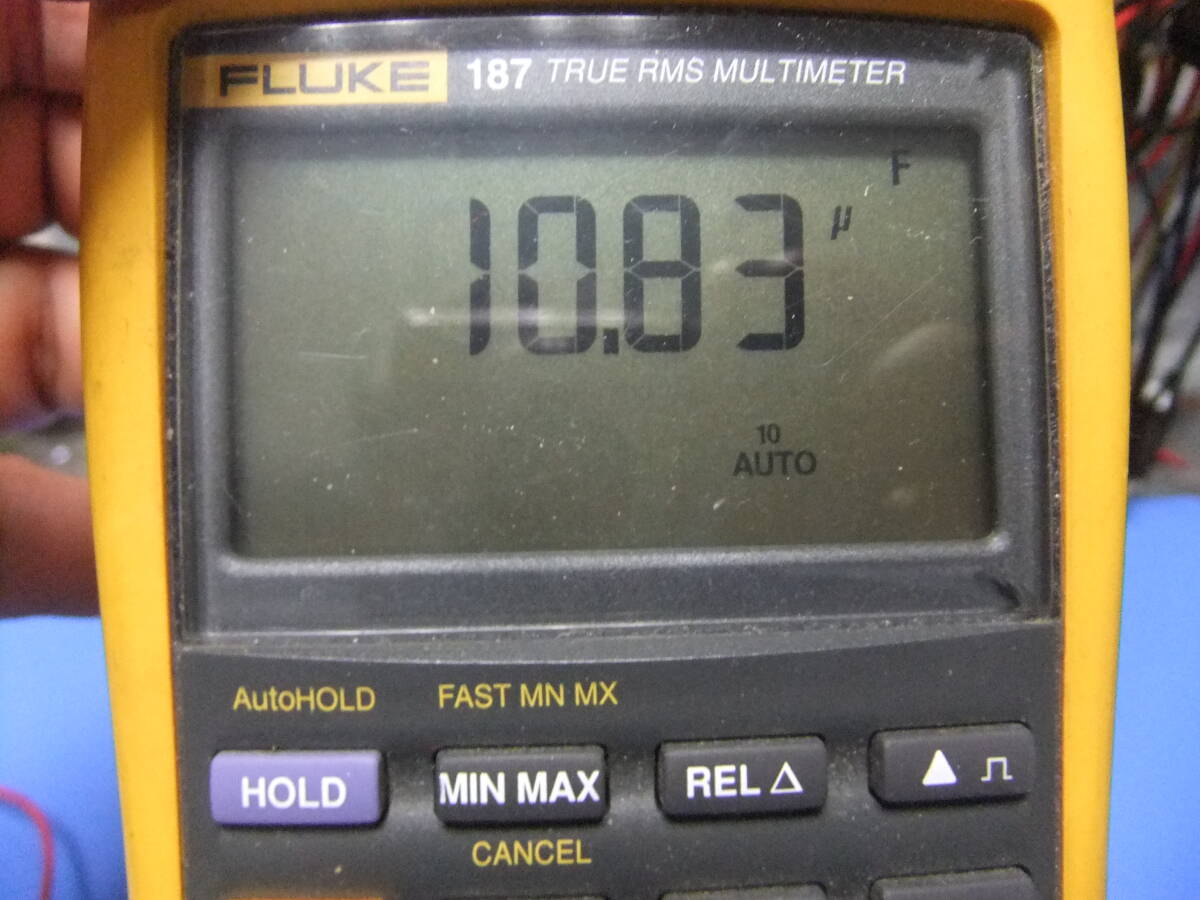 FLUKE 187 TRUE RMS MULTIMETER
F
10.83 µ
10
AUTO
AutoHOLD FAST MN MX
HOLD MIN MAX REL Δ ▲ ⎍
CANCEL